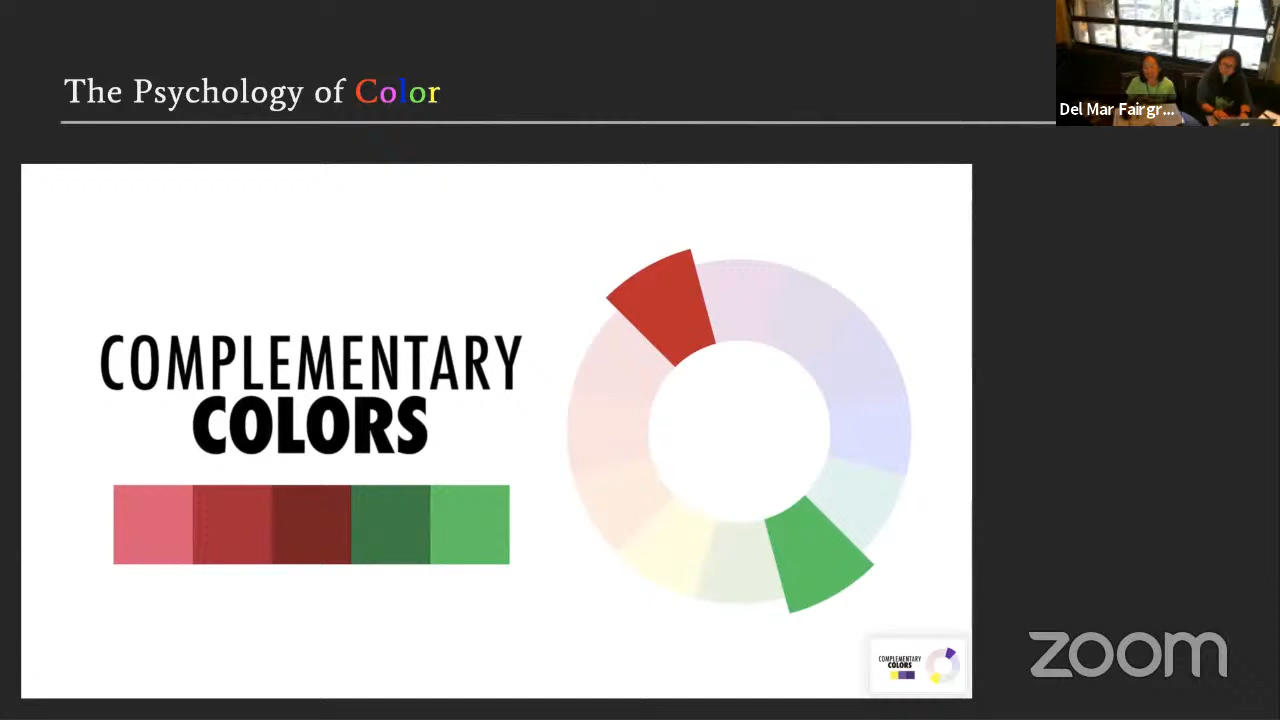 The Psychology of Color
Del Mar Fairgr...
COMPLEMENTARY
COLORS
COMPLEMENTARY
COLORS
zoom